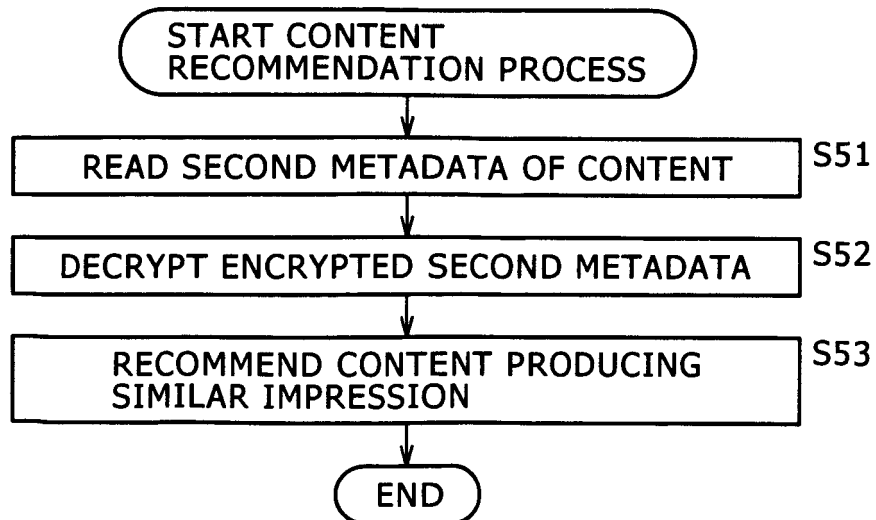 START CONTENT
RECOMMENDATION PROCESS
READ SECOND METADATA OF CONTENT
S51
DECRYPT ENCRYPTED SECOND METADATA
S52
RECOMMEND CONTENT PRODUCING
SIMILAR IMPRESSION
S53
END